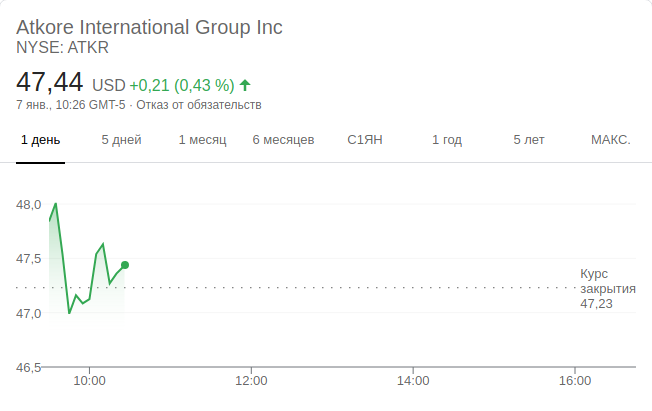 Atkore International Group Inc
NYSE: ATKR
47,44 USD +0,21 (0,43 %)
7 янв., 10:26 GMT-5 · Отказ от обязательств
1 день 5 дней 1 месяц 6 месяцев С1ЯН 1 год 5 лет МАКС.
48,0
47,5
Курс
закрытия
47,23
47,0
46,5
10:00 12:00 14:00 16:00